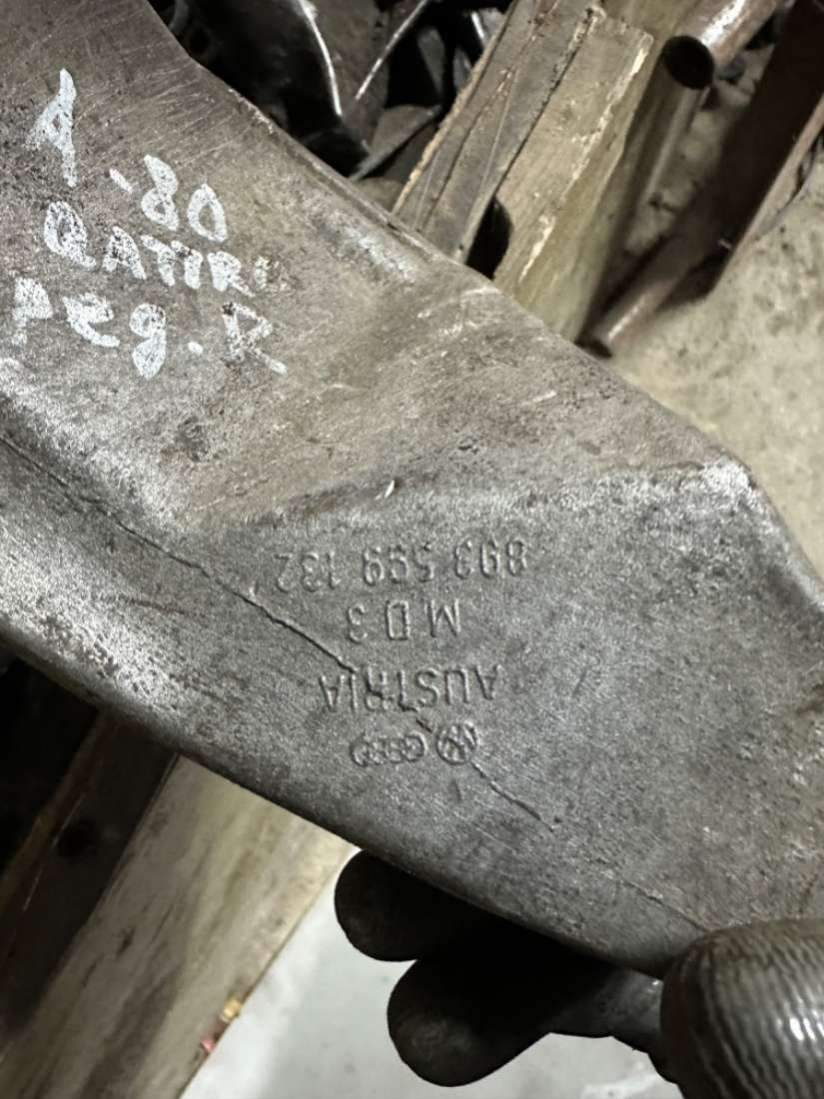 A-80
QATTRO
peg. R
893 599 132
M D 3
AUSTRIA